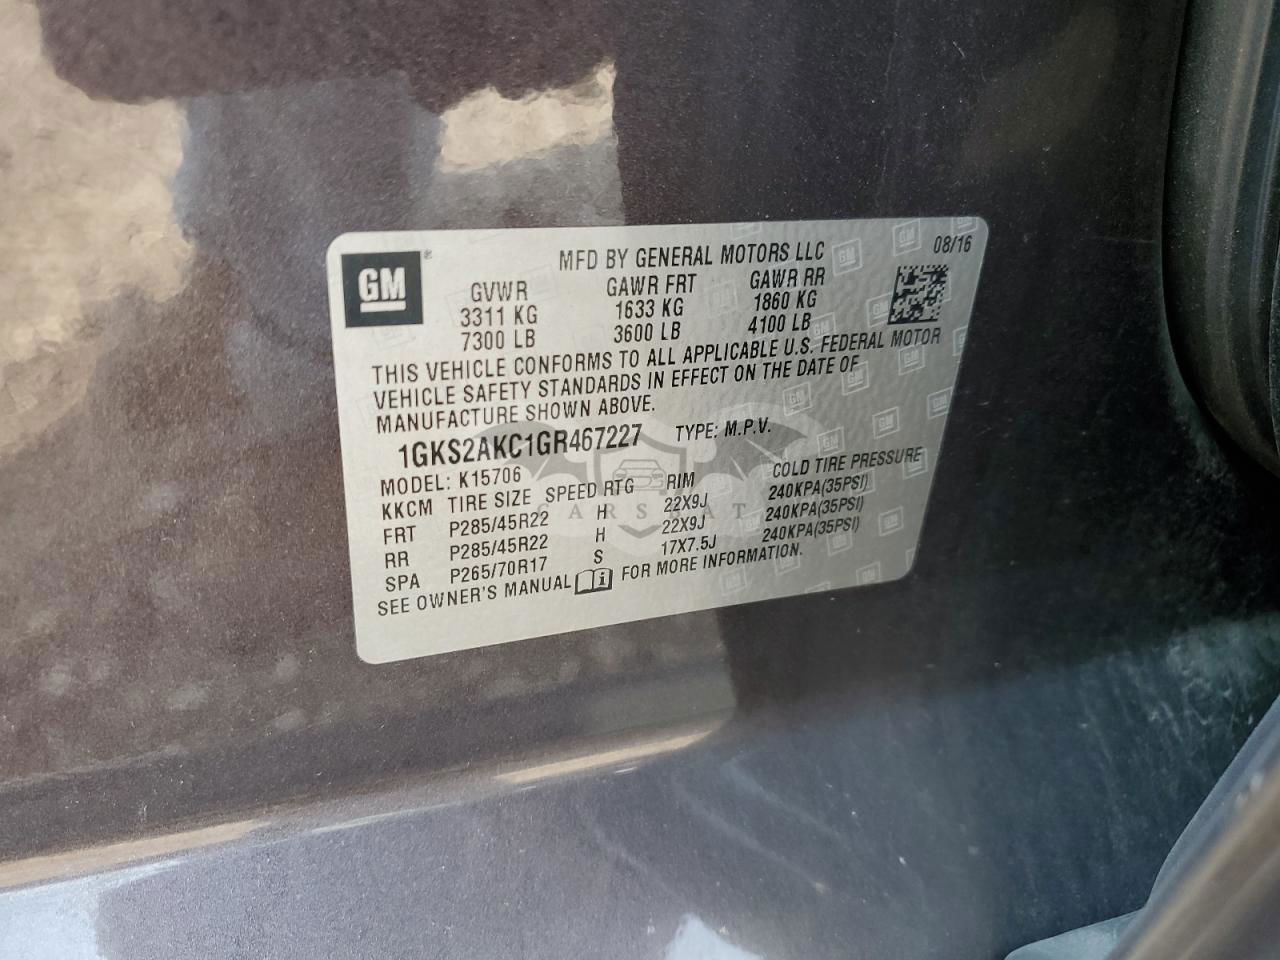 GM
MFD BY GENERAL MOTORS LLC 08/16
GVWR GAWR FRT GAWR RR
3311 KG 1633 KG 1860 KG
7300 LB 3600 LB 4100 LB
THIS VEHICLE CONFORMS TO ALL APPLICABLE U.S. FEDERAL MOTOR
VEHICLE SAFETY STANDARDS IN EFFECT ON THE DATE OF
MANUFACTURE SHOWN ABOVE.
1GKS2AKC1GR467227 TYPE: M.P.V.
MODEL: K15706
KKCM TIRE SIZE SPEED RTG RIM COLD TIRE PRESSURE
FRT P285/45R22 H 22X9J 240KPA(35PSI)
RR P285/45R22 H 22X9J 240KPA(35PSI)
SPA P265/70R17 S 17X7.5J 240KPA(35PSI)
SEE OWNER'S MANUAL FOR MORE INFORMATION.
CARSBAT